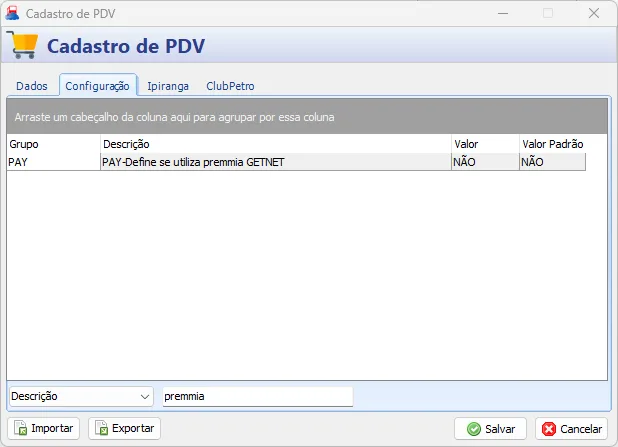 Cadastro de PDV
Cadastro de PDV
Dados Configuração Ipiranga ClubPetro
Arraste um cabeçalho da coluna aqui para agrupar por essa coluna
Grupo Descrição Valor Valor Padrão
PAY PAY-Define se utiliza premmia GETNET NÃO NÃO
Descrição premmia
Importar Exportar Salvar Cancelar